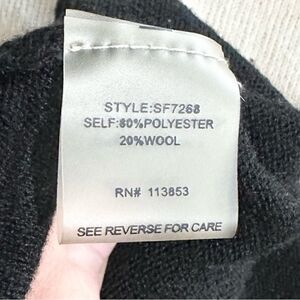 STYLE:SF7268
SELF:80%POLYESTER
20%WOOL
RN# 113853
SEE REVERSE FOR CARE